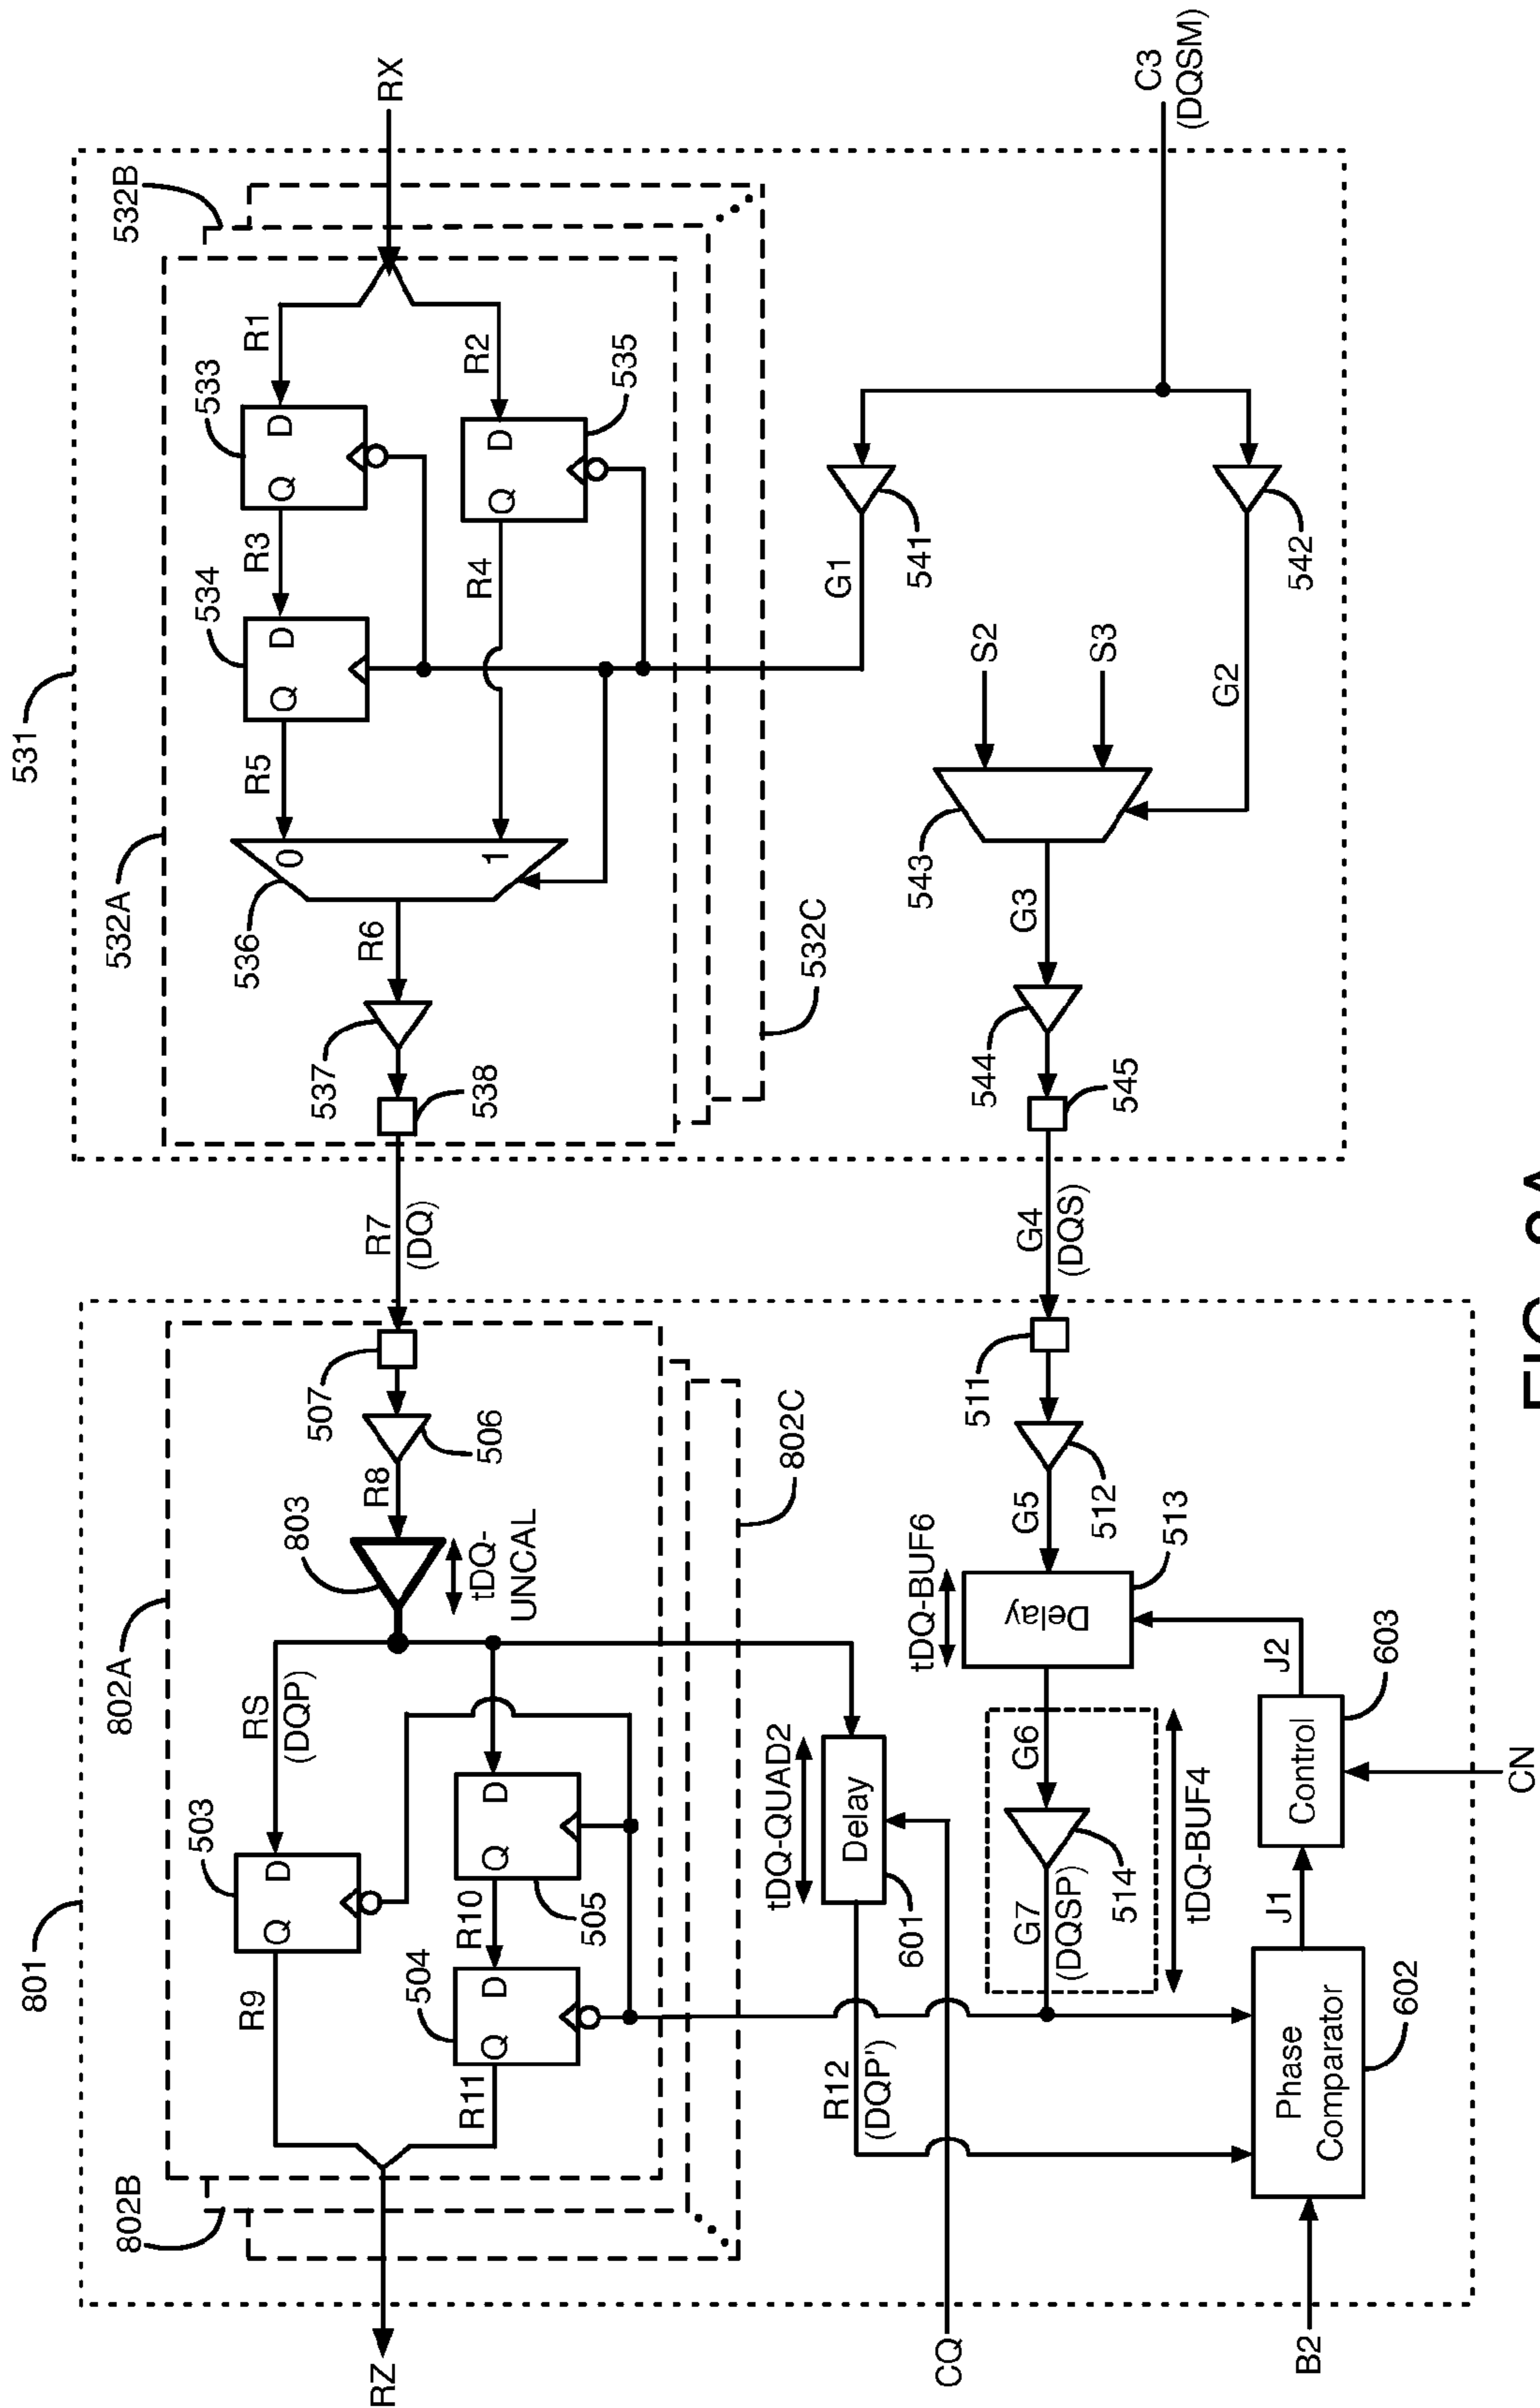 531
532A
532B
RX
R1
R2
533
D
Q
535
D
Q
R3
R4
534
D
Q
R5
0
1
536
R6
537
538
532C
C3
(DQSM)
541
542
G1
G2
S2
S3
543
G3
544
545
R7
(DQ)
G4
(DQS)
801
802A
802B
802C
507
506
R8
803
tDQ-
UNCAL
RS
(DQP)
503
D
Q
R9
505
D
Q
R10
504
D
Q
R11
RZ
511
512
G5
513
Delay
tDQ-BUF6
G6
514
G7
(DQSP)
tDQ-BUF4
tDQ-QUAD2
Delay
601
R12
(DQP')
CQ
Phase
Comparator
602
B2
J1
Control
603
J2
CN